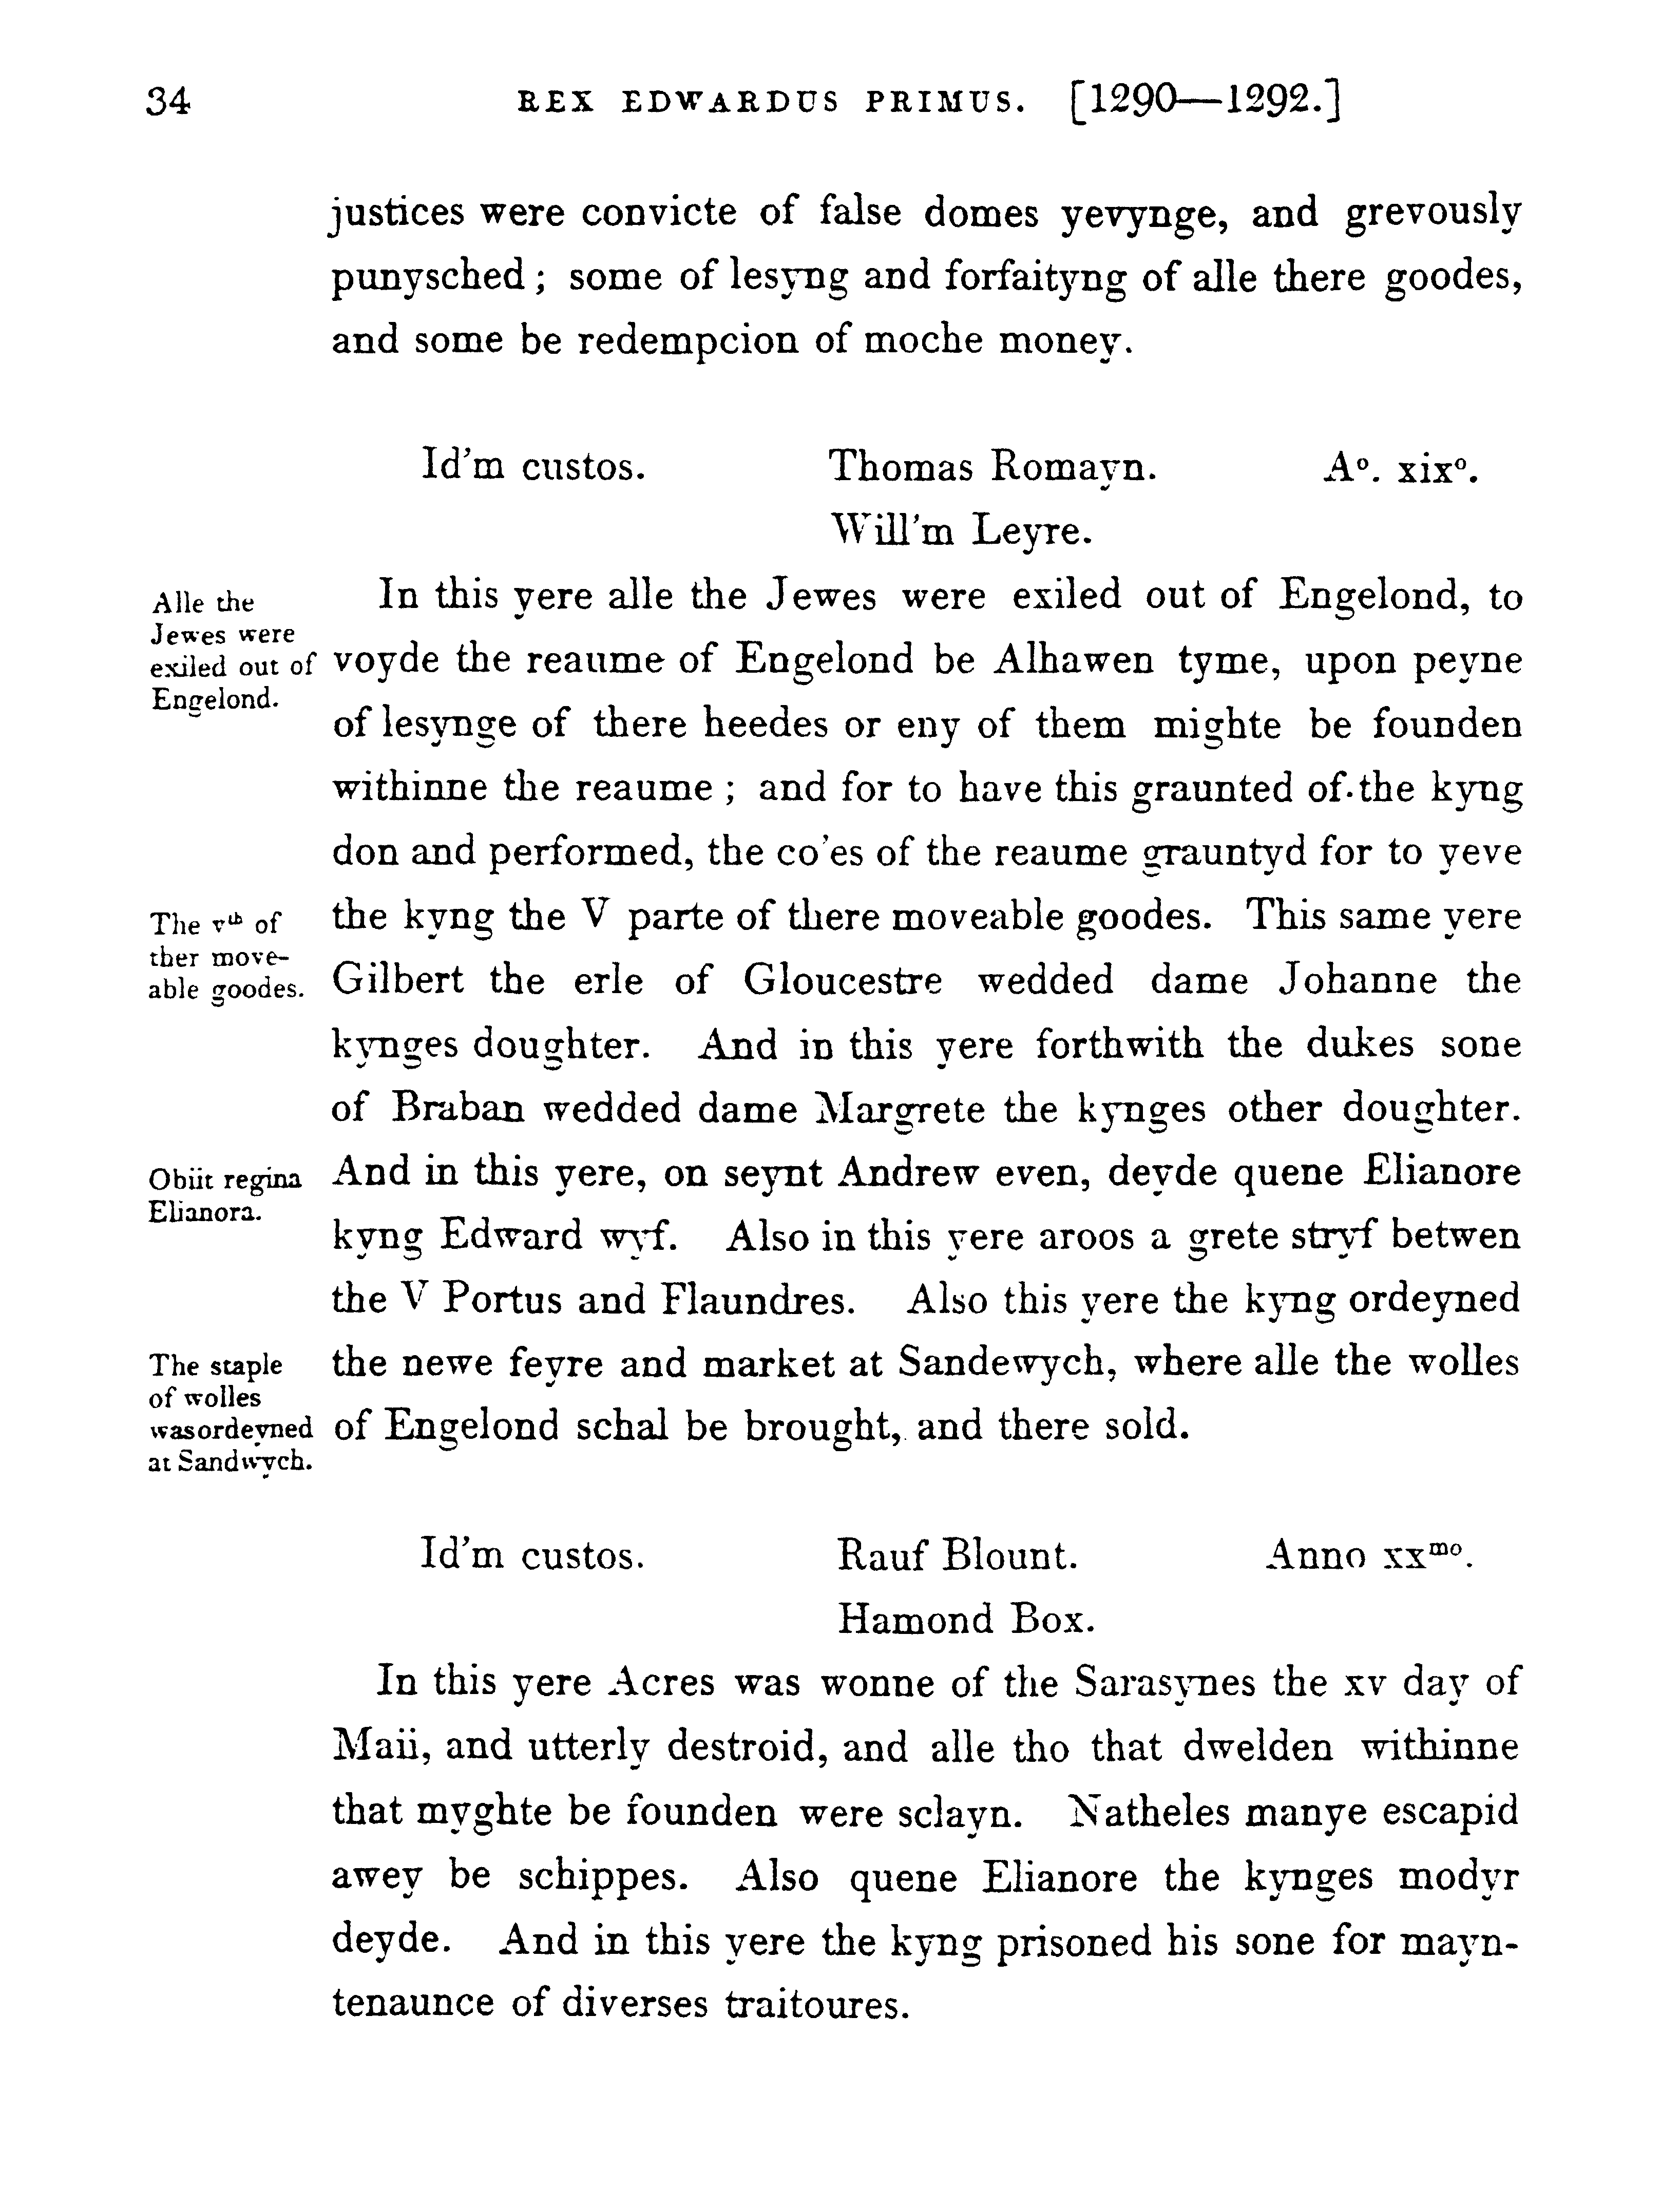 34 REX EDWARDUS PRIMUS. [1290—1292.]
justices were convicte of false domes yevynge, and grevously
punysched; some of lesyng and forfaityng of alle there goodes,
and some be redempcion of moche money.
Id'm custos. Thomas Romayn. Aº. xixº.
Will'm Leyre.
Alle the
Jewes were
exiled out of
Engelond.
In this yere alle the Jewes were exiled out of Engelond, to
voyde the reaume of Engelond be Alhawen tyme, upon peyne
of lesynge of there heedes or eny of them mighte be founden
withinne the reaume; and for to have this graunted of the kyng
don and performed, the co'es of the reaume grauntyd for to yeve
The vth of
ther move-
able goodes.
the kyng the V parte of there moveable goodes. This same yere
Gilbert the erle of Gloucestre wedded dame Johanne the
kynges doughter. And in this yere forthwith the dukes sone
of Braban wedded dame Margrete the kynges other doughter.
Obiit regina
Elianora.
And in this yere, on seynt Andrew even, deyde quene Elianore
kyng Edward wyf. Also in this yere aroos a grete stryf betwen
the V Portus and Flaundres. Also this yere the kyng ordeyned
The staple
of wolles
was ordeyned
at Sandwych.
the newe feyre and market at Sandewych, where alle the wolles
of Engelond schal be brought, and there sold.
Id'm custos. Rauf Blount. Anno xxmo.
Hamond Box.
In this yere Acres was wonne of the Sarasynes the xv day of
Maii, and utterly destroid, and alle tho that dwelden withinne
that myghte be founden were sclayn. Natheles manye escapid
awey be schippes. Also quene Elianore the kynges modyr
deyde. And in this yere the kyng prisoned his sone for mayn-
tenaunce of diverses traitoures.